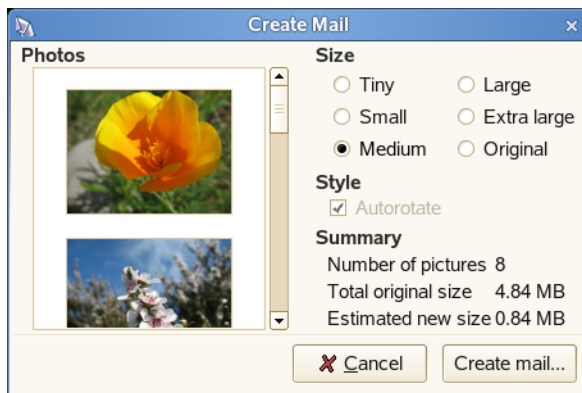 Create Mail
Photos
Size
Tiny
Large
Small
Extra large
Medium
Original
Style
Autorotate
Summary
Number of pictures 8
Total original size 4.84 MB
Estimated new size 0.84 MB
Cancel
Create mail...